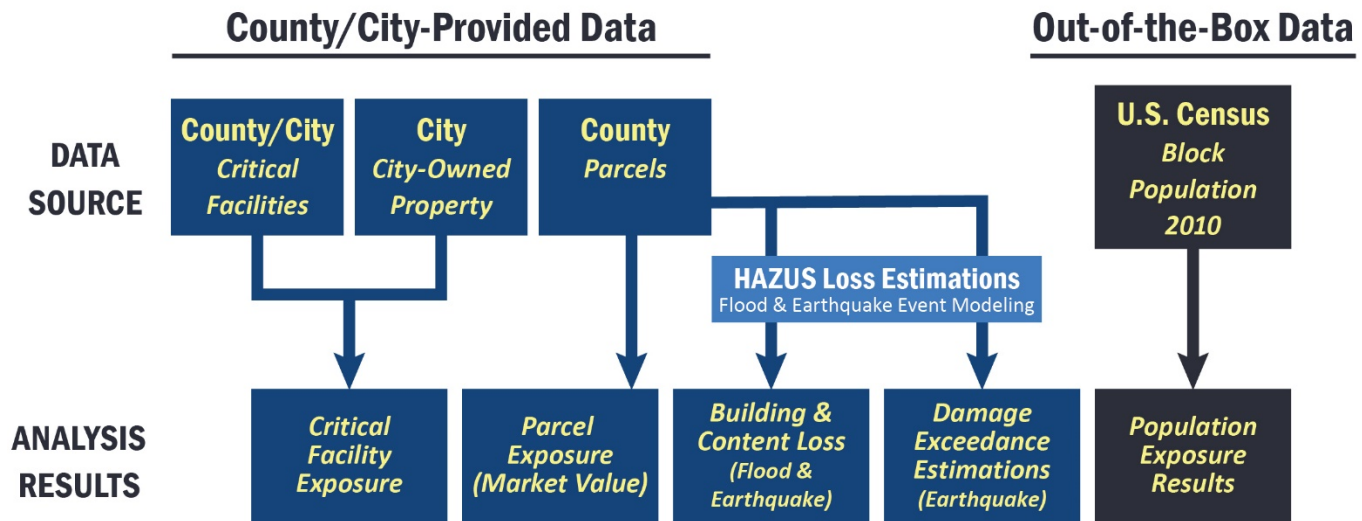 County/City-Provided Data
Out-of-the-Box Data
DATA
SOURCE
County/City
Critical
Facilities
City
City-Owned
Property
County
Parcels
U.S. Census
Block
Population
2010
HAZUS Loss Estimations
Flood & Earthquake Event Modeling
ANALYSIS
RESULTS
Critical
Facility
Exposure
Parcel
Exposure
(Market Value)
Building &
Content Loss
(Flood &
Earthquake)
Damage
Exceedance
Estimations
(Earthquake)
Population
Exposure
Results